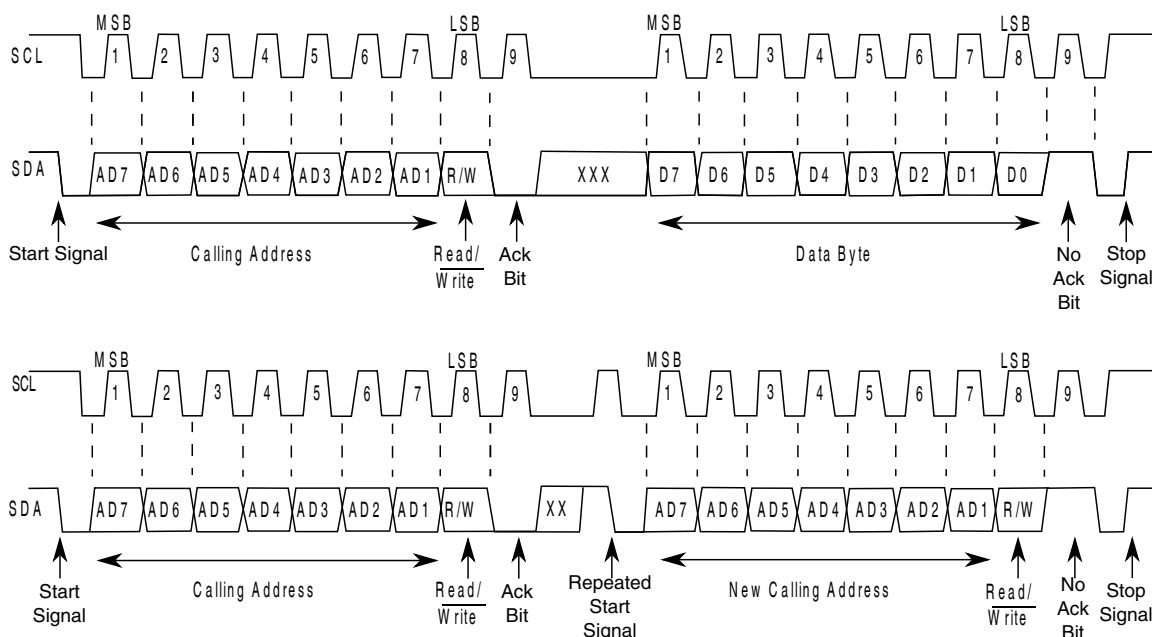 MSB LSB MSB LSB
SCL 1 2 3 4 5 6 7 8 9 1 2 3 4 5 6 7 8 9
SDA AD7 AD6 AD5 AD4 AD3 AD2 AD1 R/W XXX D7 D6 D5 D4 D3 D2 D1 D0
Start Signal Calling Address Read/ Ack Data Byte No Stop
Write Bit Ack Signal
Bit
MSB LSB MSB LSB
SCL 1 2 3 4 5 6 7 8 9 1 2 3 4 5 6 7 8 9
SDA AD7 AD6 AD5 AD4 AD3 AD2 AD1 R/W XX AD7 AD6 AD5 AD4 AD3 AD2 AD1 R/W
Start Calling Address Read/ Ack Repeated New Calling Address Read/ No Stop
Signal Write Bit Start Write Ack Signal
Signal Bit